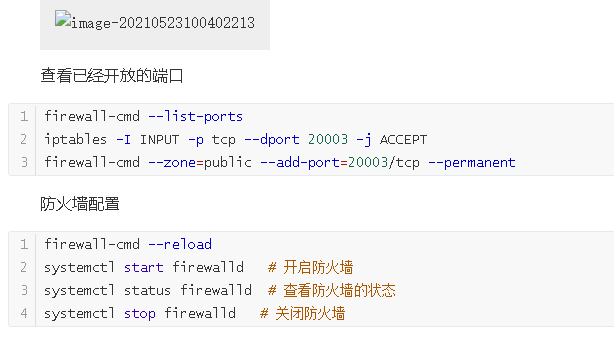 image-20210523100402213
查看已经开放的端口
1 firewall-cmd --list-ports
2 iptables -I INPUT -p tcp --dport 20003 -j ACCEPT
3 firewall-cmd --zone=public --add-port=20003/tcp --permanent
防火墙配置
1 firewall-cmd --reload
2 systemctl start firewalld # 开启防火墙
3 systemctl status firewalld # 查看防火墙的状态
4 systemctl stop firewalld # 关闭防火墙